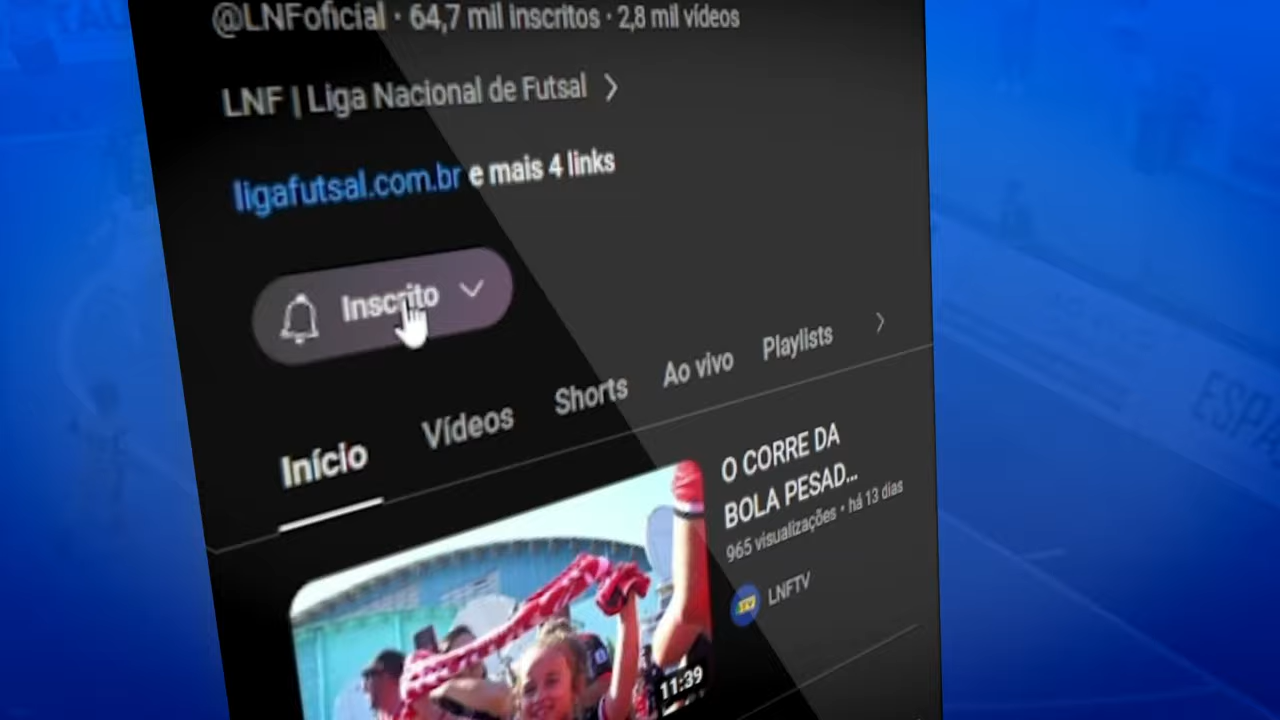 @LNFoficial · 64,7 mil inscritos · 2,8 mil vídeos
LNF | Liga Nacional de Futsal
ligafutsal.com.br e mais 4 links
Inscrito
Início Vídeos Shorts Ao vivo Playlists
O CORRE DA
BOLA PESAD...
965 visualizações · há 13 dias
LNFTV
11:39